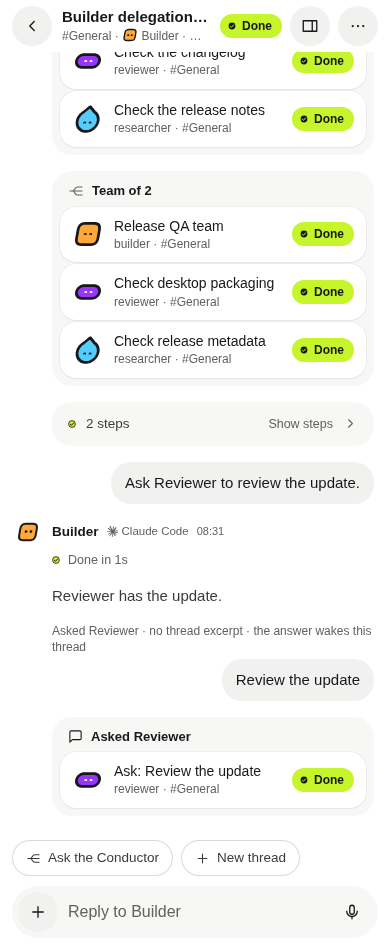 Builder delegation…
#General · Builder · …
Done
Check the changelog
reviewer · #General
Done
Check the release notes
researcher · #General
Done
Team of 2
Release QA team
builder · #General
Done
Check desktop packaging
reviewer · #General
Done
Check release metadata
researcher · #General
Done
2 steps
Show steps
Ask Reviewer to review the update.
Builder Claude Code 08:31
Done in 1s
Reviewer has the update.
Asked Reviewer · no thread excerpt · the answer wakes this
thread
Review the update
Asked Reviewer
Ask: Review the update
reviewer · #General
Done
Ask the Conductor
New thread
Reply to Builder